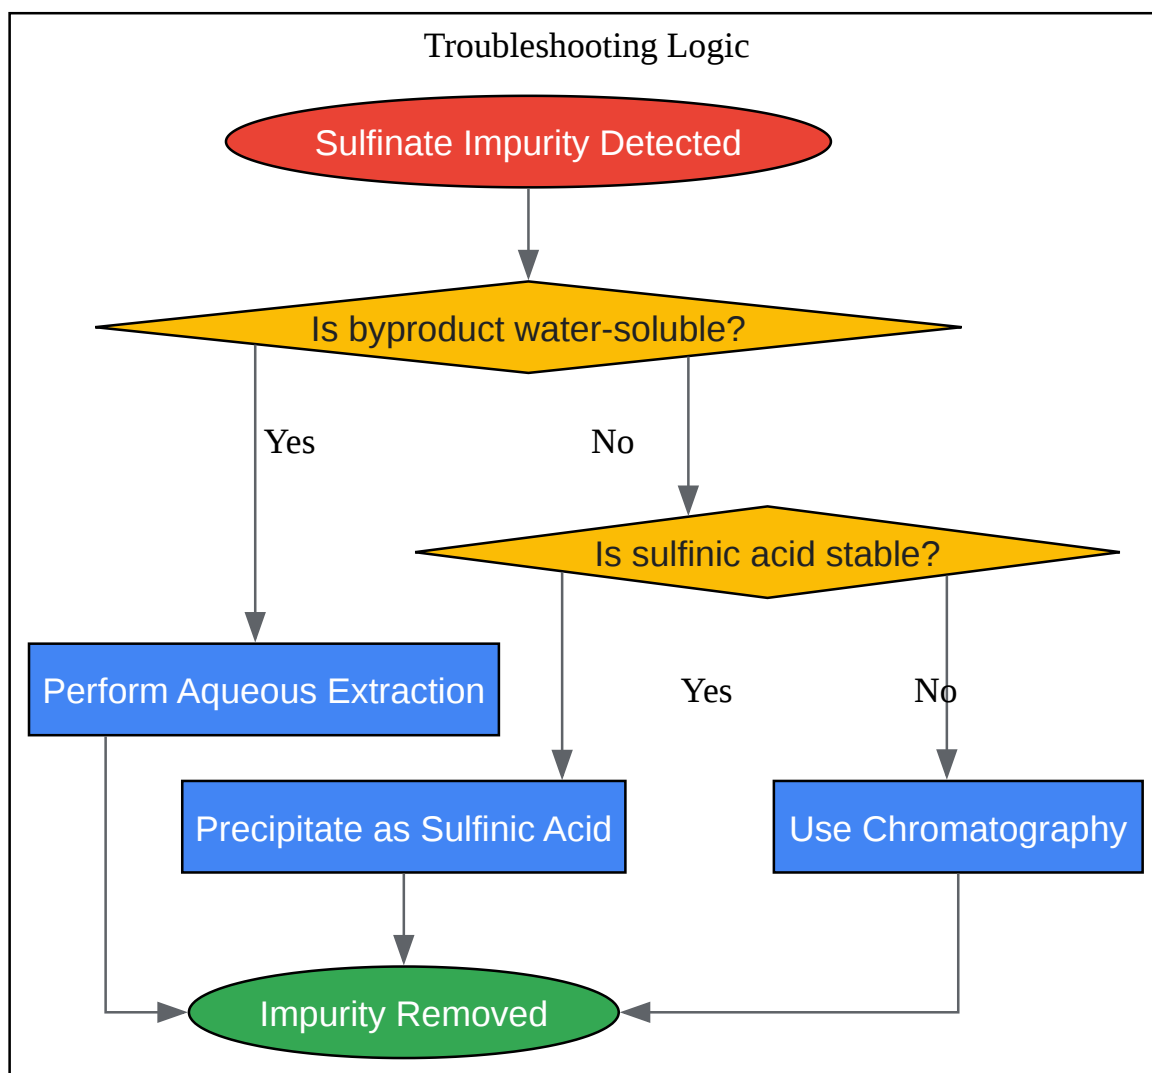 Troubleshooting Logic
Sulfinate Impurity Detected
Is byproduct water-soluble?
Yes
No
Is sulfinic acid stable?
Perform Aqueous Extraction
Yes
No
Precipitate as Sulfinic Acid
Use Chromatography
Impurity Removed